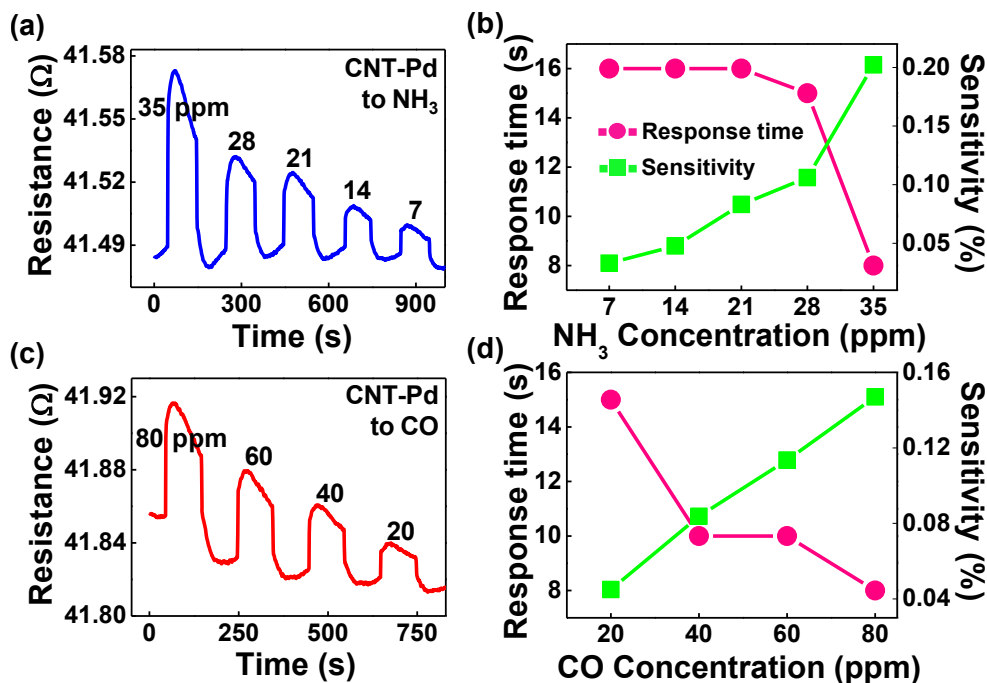 (a)
41.58
41.55
41.52
41.49
Resistance (Ω)
CNT-Pd
to NH₃
35 ppm
28
21
14
7
0 300 600 900
Time (s)
(b)
16
14
12
10
8
Response time (s)
Response time
Sensitivity
0.20
0.15
0.10
0.05
Sensitivity (%)
7 14 21 28 35
NH₃ Concentration (ppm)
(c)
41.92
41.88
41.84
41.80
Resistance (Ω)
CNT-Pd
to CO
80 ppm
60
40
20
0 250 500 750
Time (s)
(d)
16
14
12
10
8
Response time (s)
0.16
0.12
0.08
0.04
Sensitivity (%)
20 40 60 80
CO Concentration (ppm)